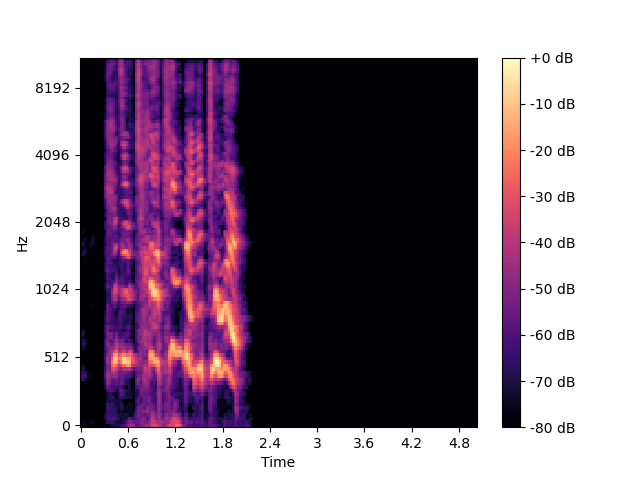 8192
4096
2048
1024
512
0
Hz
0 0.6 1.2 1.8 2.4 3 3.6 4.2 4.8
Time
+0 dB
-10 dB
-20 dB
-30 dB
-40 dB
-50 dB
-60 dB
-70 dB
-80 dB